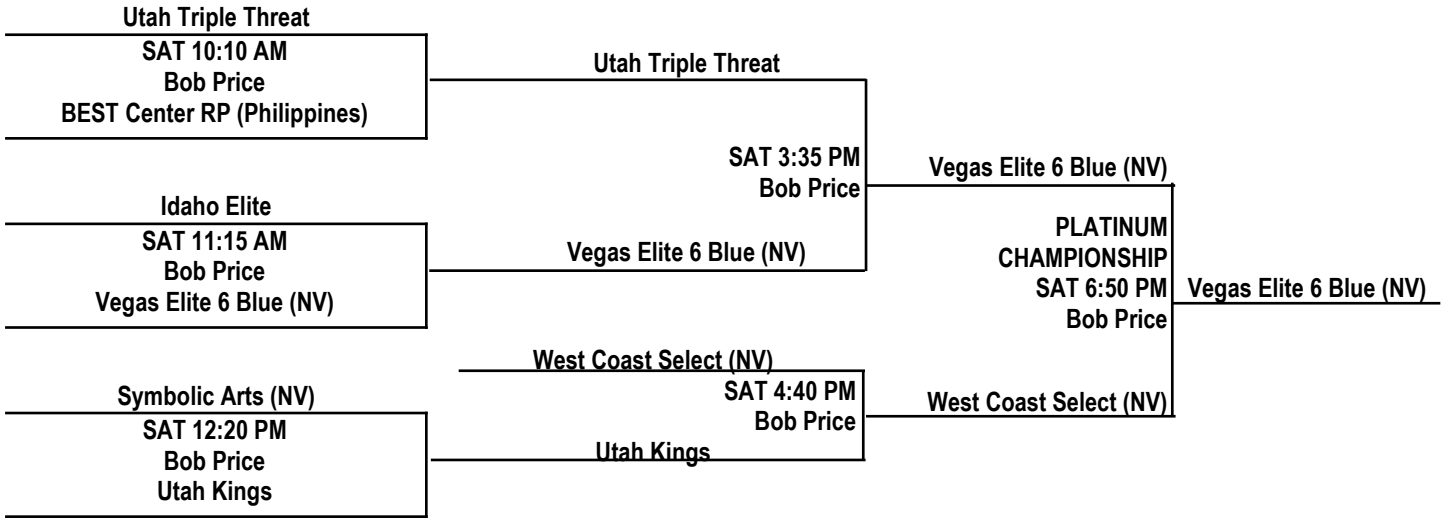 Utah Triple Threat
SAT 10:10 AM
Bob Price
BEST Center RP (Philippines)
Idaho Elite
SAT 11:15 AM
Bob Price
Vegas Elite 6 Blue (NV)
Symbolic Arts (NV)
SAT 12:20 PM
Bob Price
Utah Kings
Utah Triple Threat
SAT 3:35 PM
Bob Price
Vegas Elite 6 Blue (NV)
West Coast Select (NV)
SAT 4:40 PM
Bob Price
Utah Kings
Vegas Elite 6 Blue (NV)
PLATINUM
CHAMPIONSHIP
SAT 6:50 PM
Bob Price
West Coast Select (NV)
Vegas Elite 6 Blue (NV)